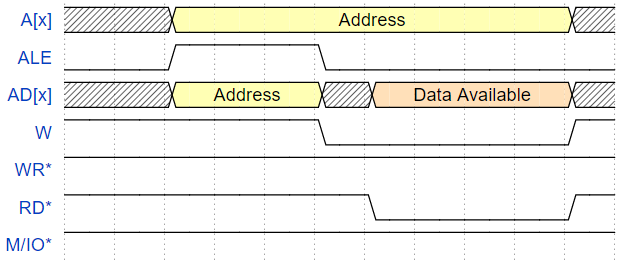 A[x] Address
ALE
AD[x] Address Data Available
W
WR*
RD*
M/IO*